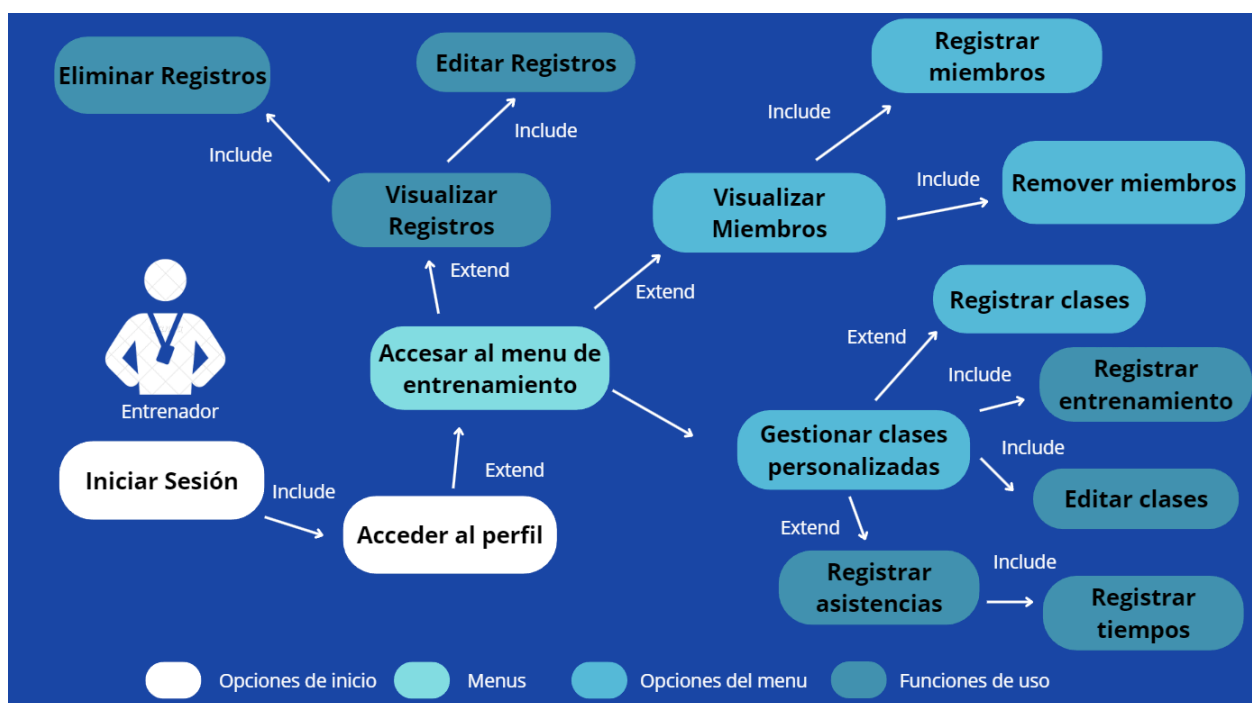 Eliminar Registros
Editar Registros
Registrar
miembros
Include
Include
Include
Visualizar
Registros
Visualizar
Miembros
Include
Remover miembros
Extend
Extend
Registrar clases
Extend
Accesar al menu de
entrenamiento
Include
Registrar
entrenamiento
Entrenador
Iniciar Sesión
Include
Extend
Acceder al perfil
Gestionar clases
personalizadas
Include
Editar clases
Extend
Registrar
asistencias
Include
Registrar
tiempos
Opciones de inicio
Menus
Opciones del menu
Funciones de uso